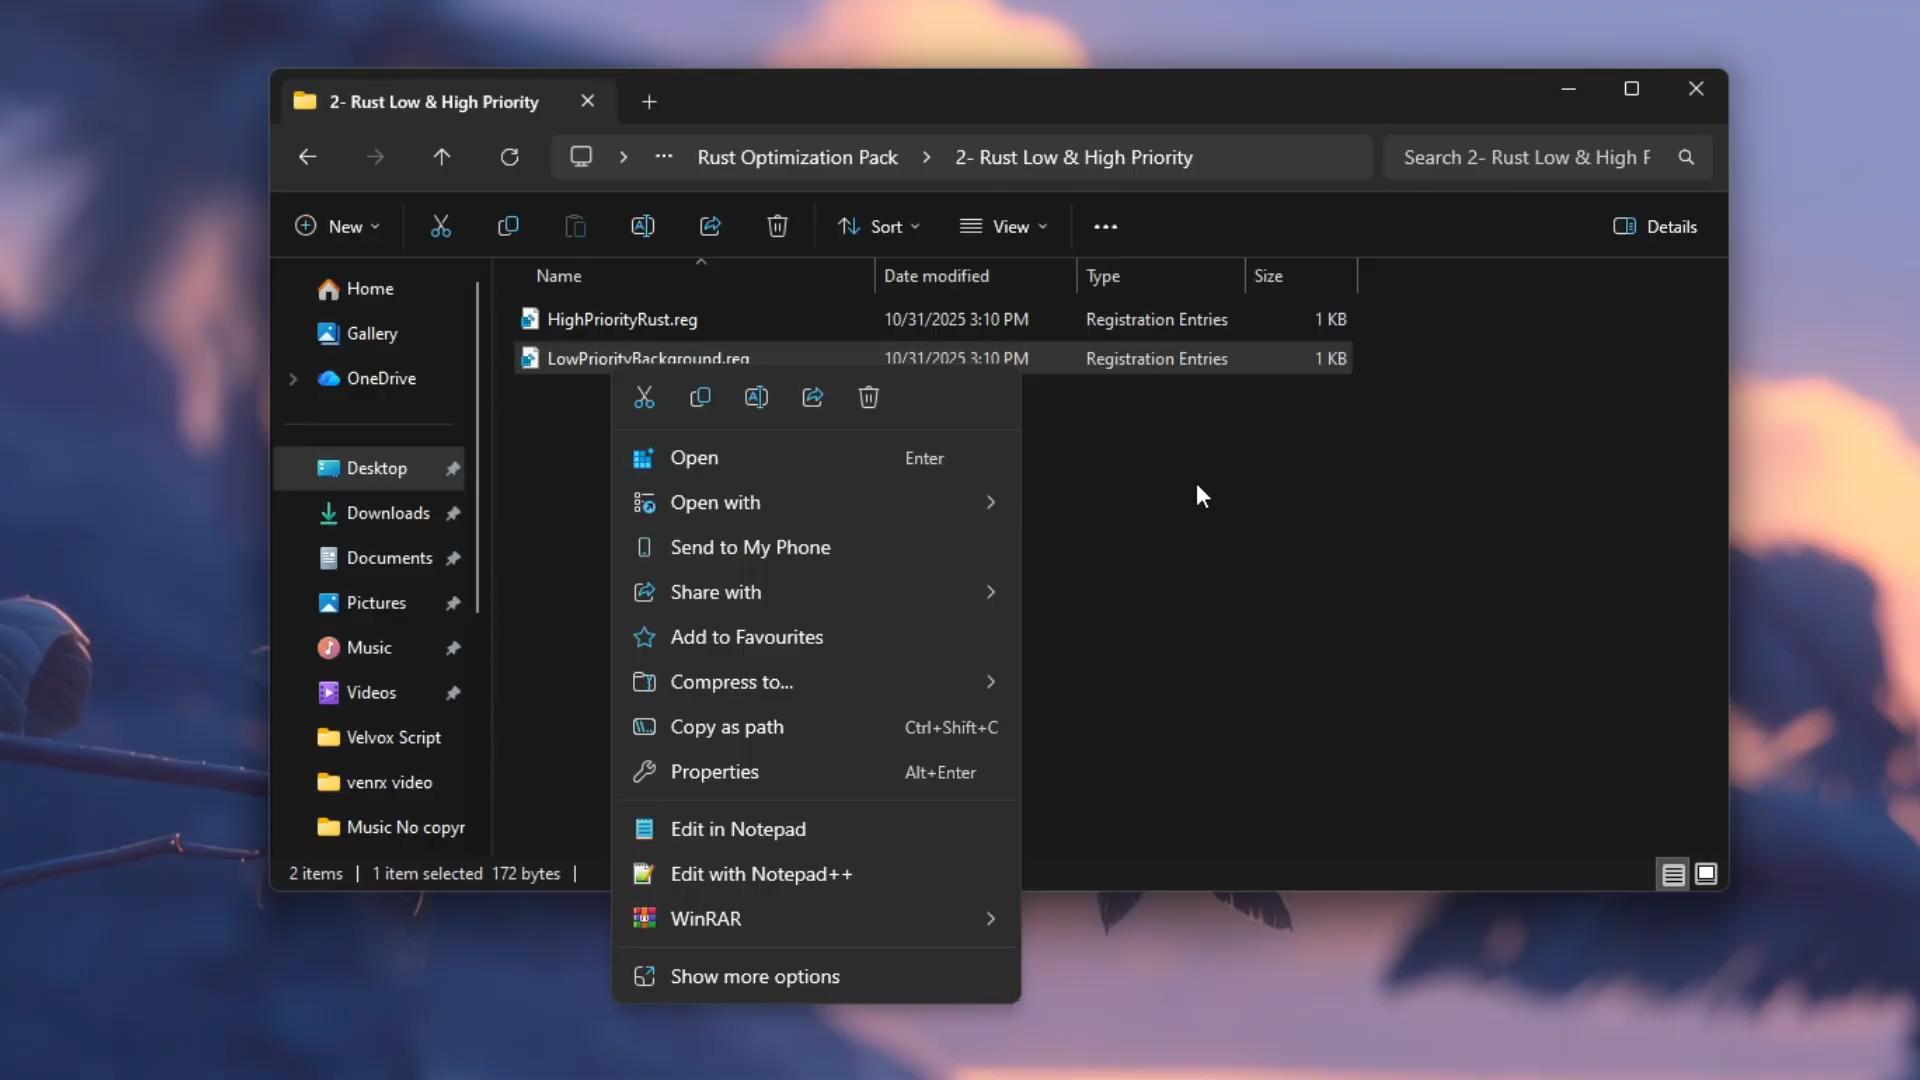 2- Rust Low & High Priority
Rust Optimization Pack
2- Rust Low & High Priority
Search 2- Rust Low & High F
New
Sort
View
Details
Name
Date modified
Type
Size
HighPriorityRust.reg
10/31/2025 3:10 PM
Registration Entries
1 KB
LowPriorityBackground.reg
10/31/2025 3:10 PM
Registration Entries
1 KB
Home
Gallery
OneDrive
Desktop
Downloads
Documents
Pictures
Music
Videos
Velvox Script
venrx video
Music No copyr
Open
Enter
Open with
Send to My Phone
Share with
Add to Favourites
Compress to...
Copy as path
Ctrl+Shift+C
Properties
Alt+Enter
Edit in Notepad
Edit with Notepad++
WinRAR
Show more options
2 items
1 item selected 172 bytes